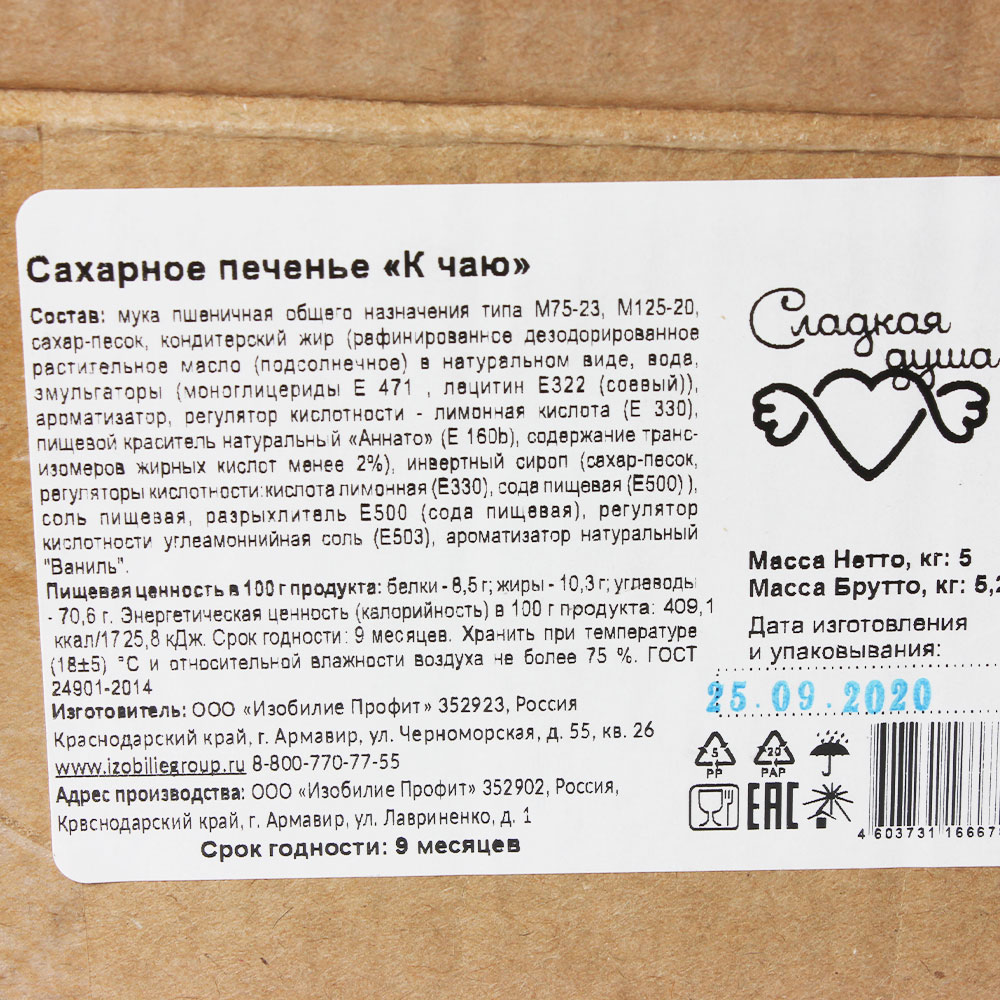 Сахарное печенье «К чаю»
Состав: мука пшеничная общего назначения типа М75-23, М125-20,
сахар-песок, кондитерский жир (рафинированное дезодорированное
растительное масло (подсолнечное) в натуральном виде, вода,
эмульгаторы (моноглицериды Е 471 , лецитин Е322 (соевый)),
ароматизатор, регулятор кислотности - лимонная кислота (Е 330),
пищевой краситель натуральный «Аннато» (Е 160b), содержание транс-
изомеров жирных кислот менее 2%), инвертный сироп (сахар-песок,
регуляторы кислотности:кислота лимонная (Е330), сода пищевая (Е500) ),
соль пищевая, разрыхлитель Е500 (сода пищевая), регулятор
кислотности углеамоннийная соль (Е503), ароматизатор натуральный
"Ваниль".
Пищевая ценность в 100 г продукта: белки - 8,5 г; жиры - 10,3 г; углеводы
- 70,6 г. Энергетическая ценность (калорийность) в 100 г продукта: 409,1
ккал/1725,8 кДж. Срок годности: 9 месяцев. Хранить при температуре
(18±5) °С и относительной влажности воздуха не более 75 %. ГОСТ
24901-2014
Изготовитель: ООО «Изобилие Профит» 352923, Россия
Краснодарский край, г. Армавир, ул. Черноморская, д. 55, кв. 26
www.izobiliegroup.ru 8-800-770-77-55
Адрес производства: ООО «Изобилие Профит» 352902, Россия,
Крвснодарский край, г. Армавир, ул. Лавриненко, д. 1
Срок годности: 9 месяцев
Сладкая
душа
Масса Нетто, кг: 5
Масса Брутто, кг: 5,2
Дата изготовления
и упаковывания:
25.09.2020
5
PP
20
PAP
EAC
4 603731 166678